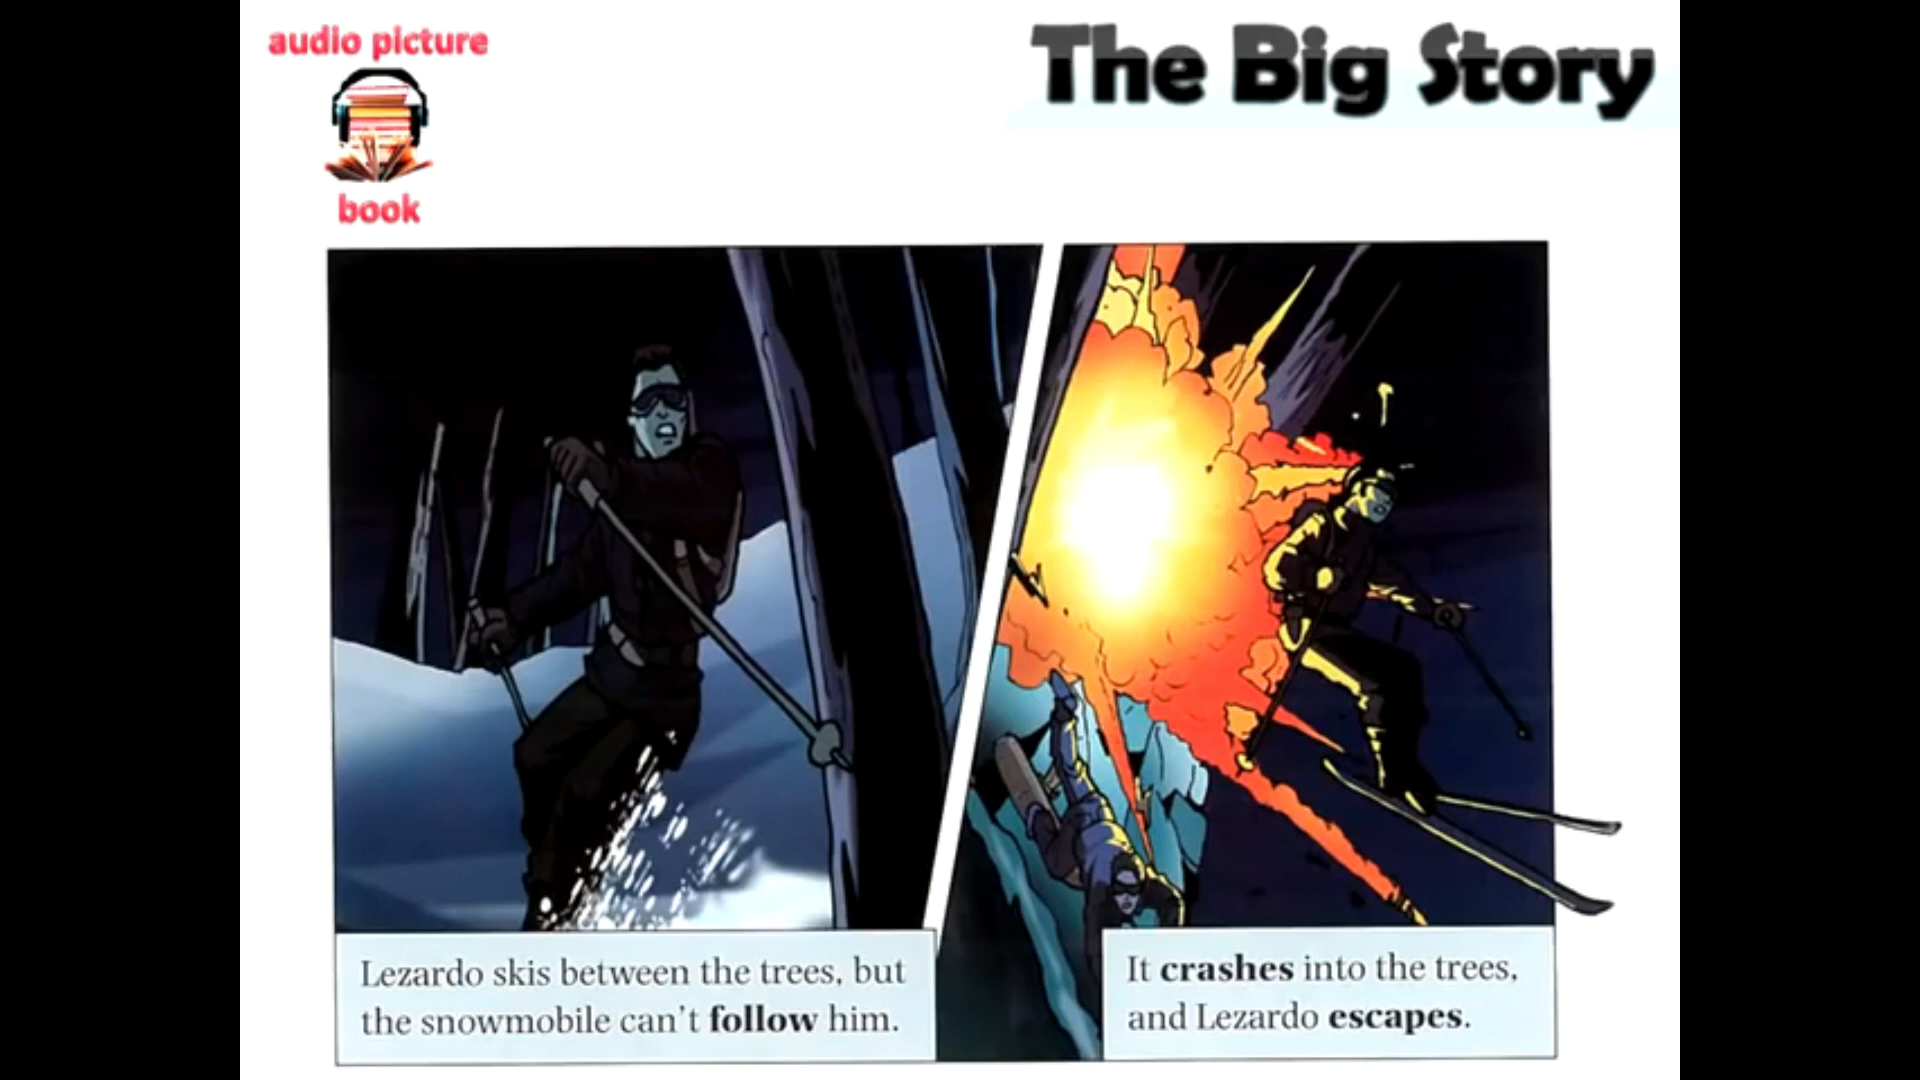 audio picture
book
The Big Story
Lezardo skis between the trees, but
the snowmobile can't follow him.
It crashes into the trees,
and Lezardo escapes.